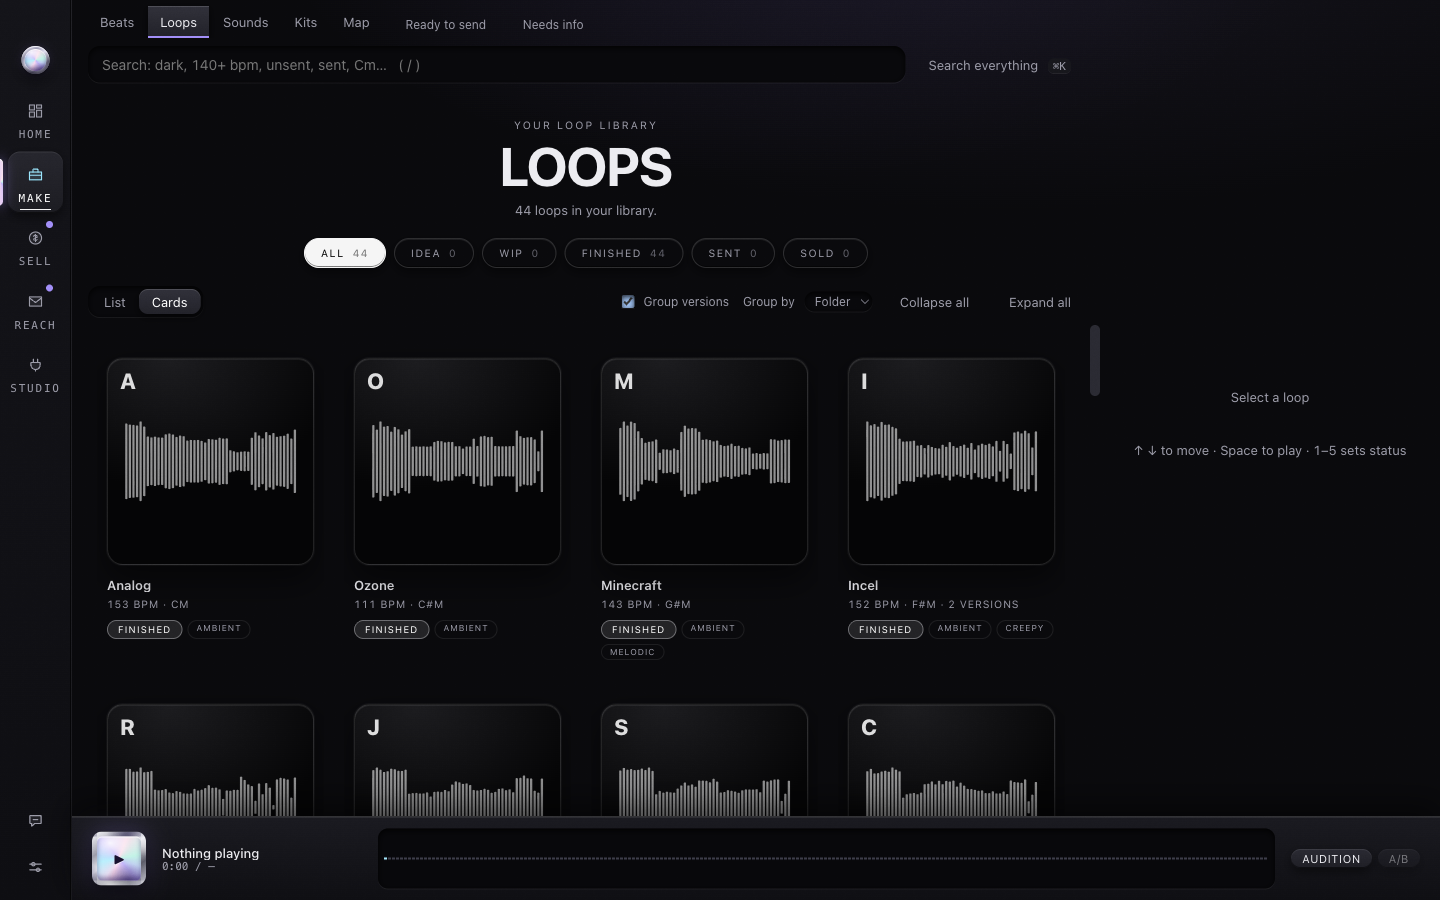 Beats Loops Sounds Kits Map Ready to send Needs info
Search: dark, 140+ bpm, unsent, sent, Cm... ( / ) Search everything ⌘K
HOME
MAKE
SELL
REACH
STUDIO
YOUR LOOP LIBRARY
LOOPS
44 loops in your library.
ALL 44 IDEA 0 WIP 0 FINISHED 44 SENT 0 SOLD 0
List Cards Group versions Group by Folder Collapse all Expand all
A O M I
Analog Ozone Minecraft Incel
153 BPM · CM 111 BPM · C#M 143 BPM · G#M 152 BPM · F#M · 2 VERSIONS
FINISHED AMBIENT FINISHED AMBIENT FINISHED AMBIENT FINISHED AMBIENT CREEPY
MELODIC
R J S C
Select a loop
↑ ↓ to move · Space to play · 1–5 sets status
Nothing playing
0:00 / —
AUDITION A/B